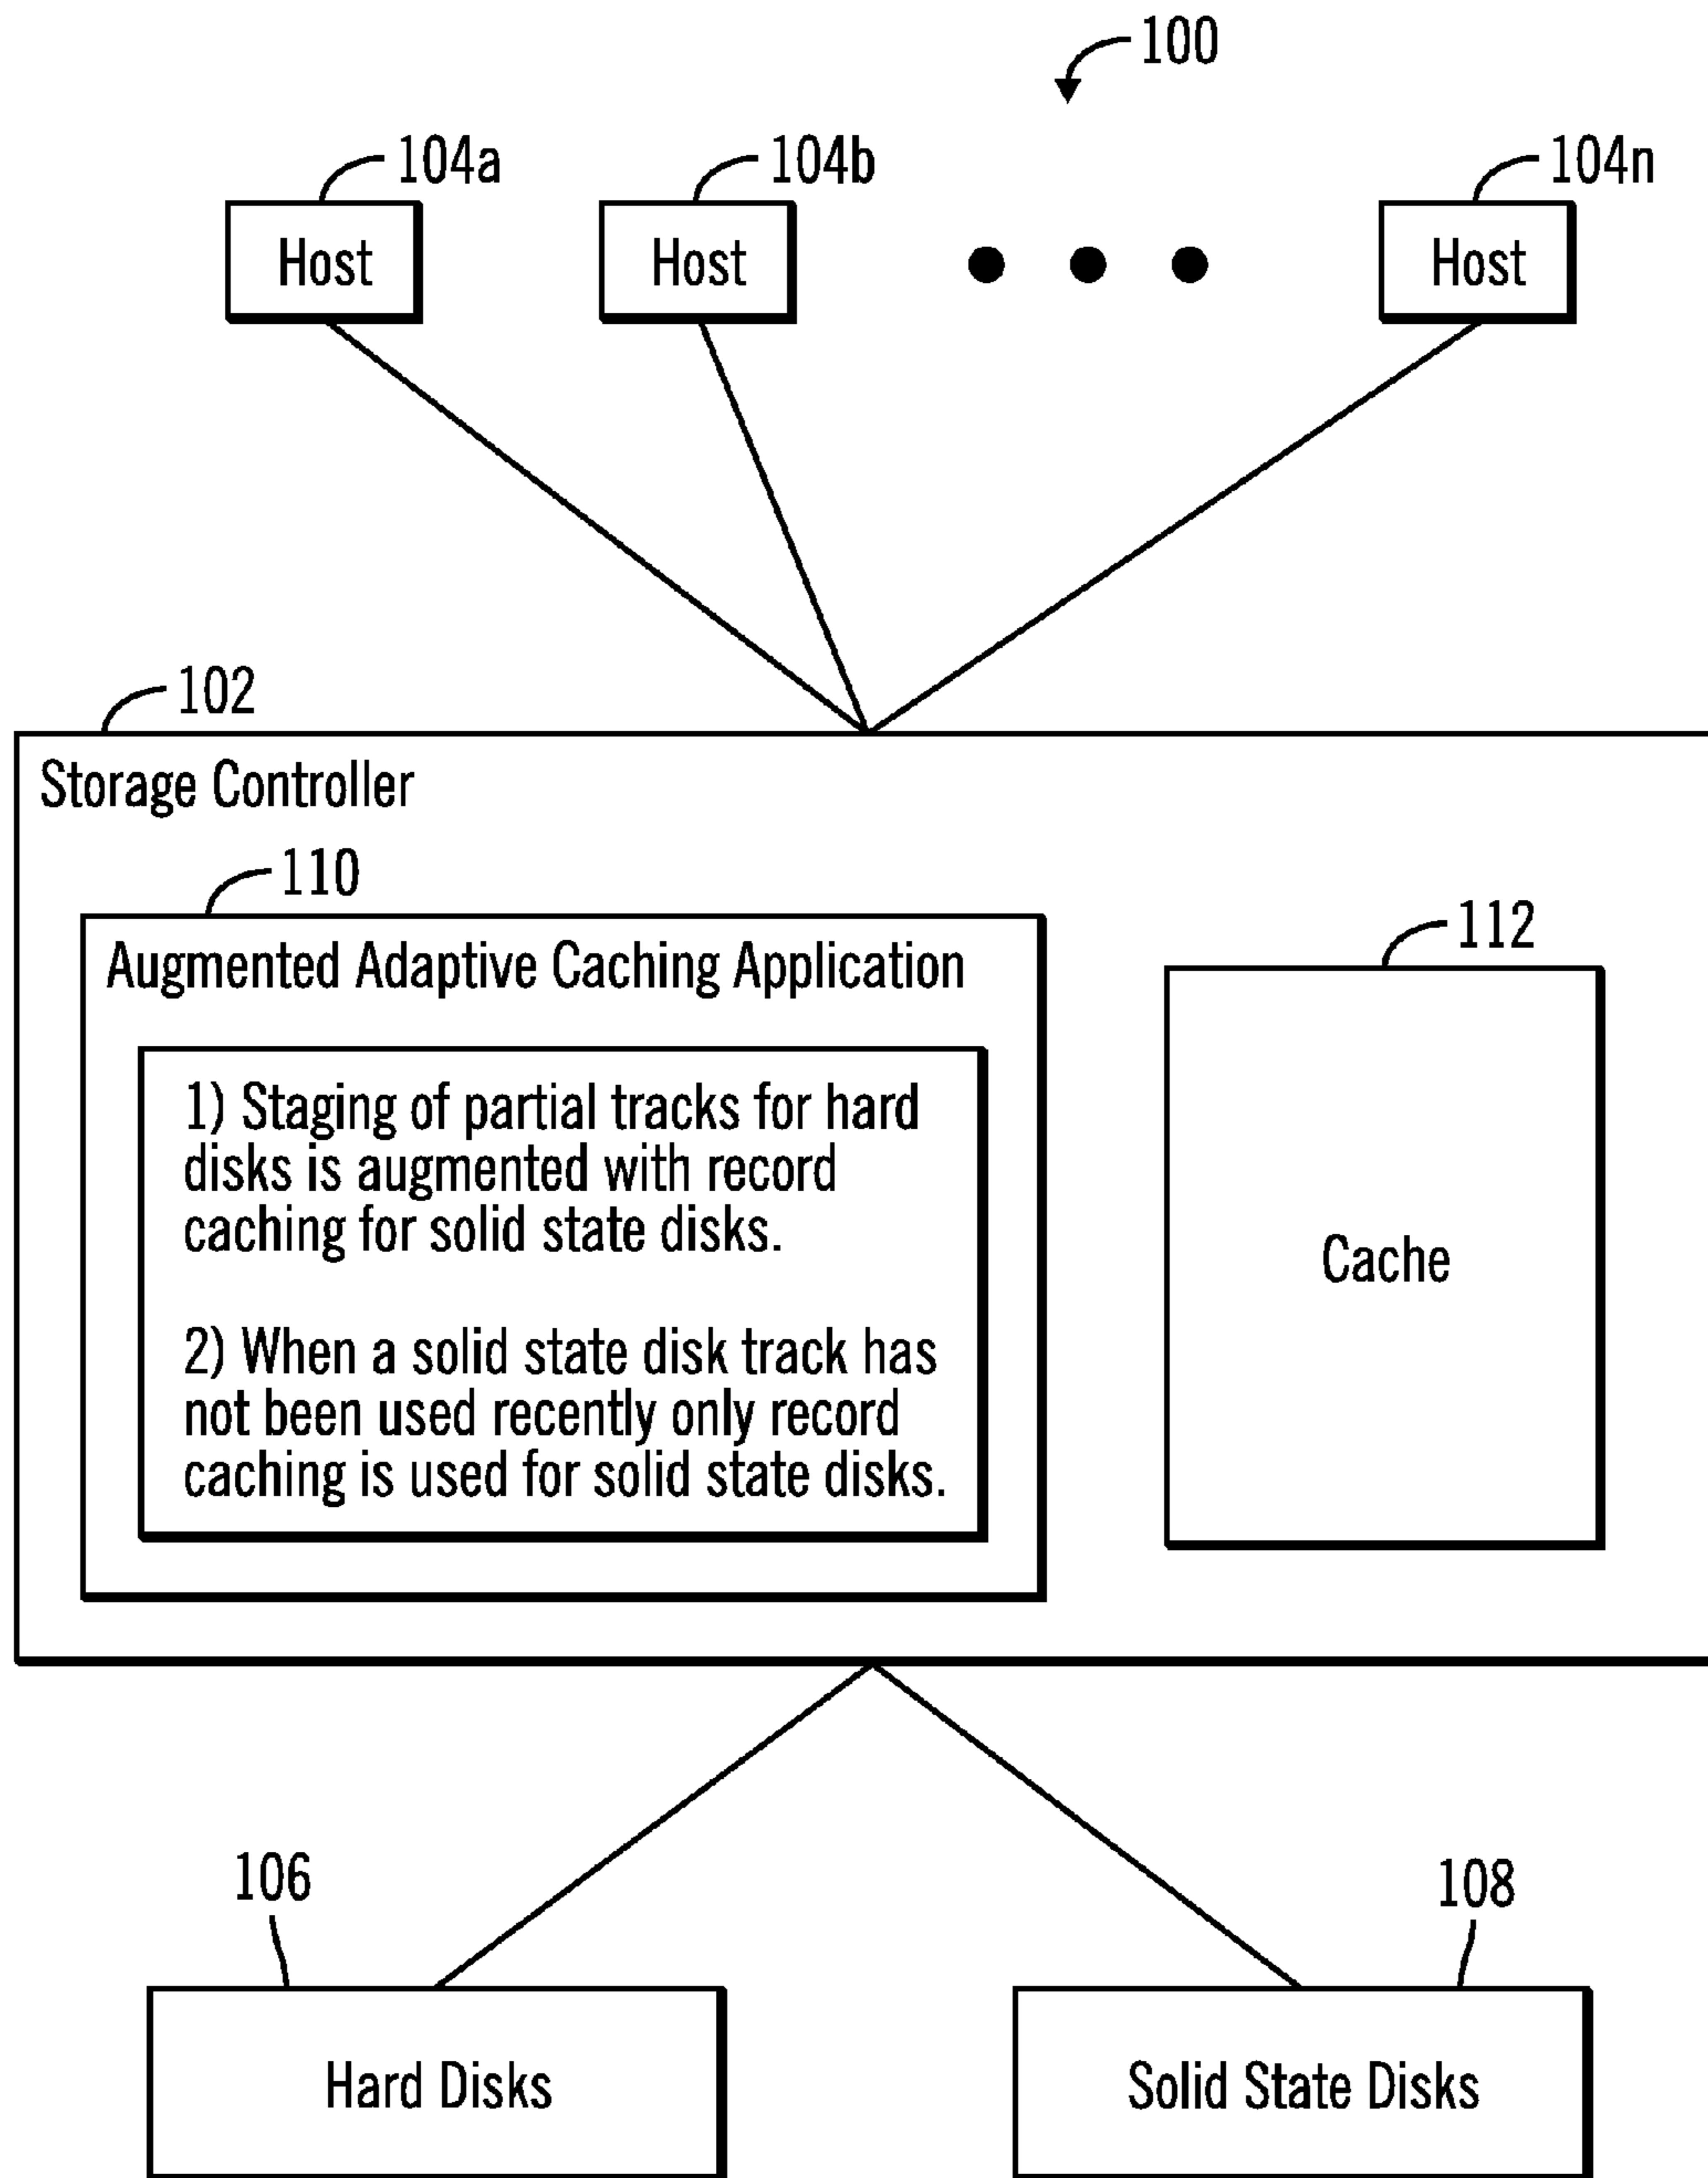 100
104a
104b
104n
Host
Host
Host
102
Storage Controller
110
Augmented Adaptive Caching Application
112
1) Staging of partial tracks for hard
disks is augmented with record
caching for solid state disks.
2) When a solid state disk track has
not been used recently only record
caching is used for solid state disks.
Cache
106
108
Hard Disks
Solid State Disks